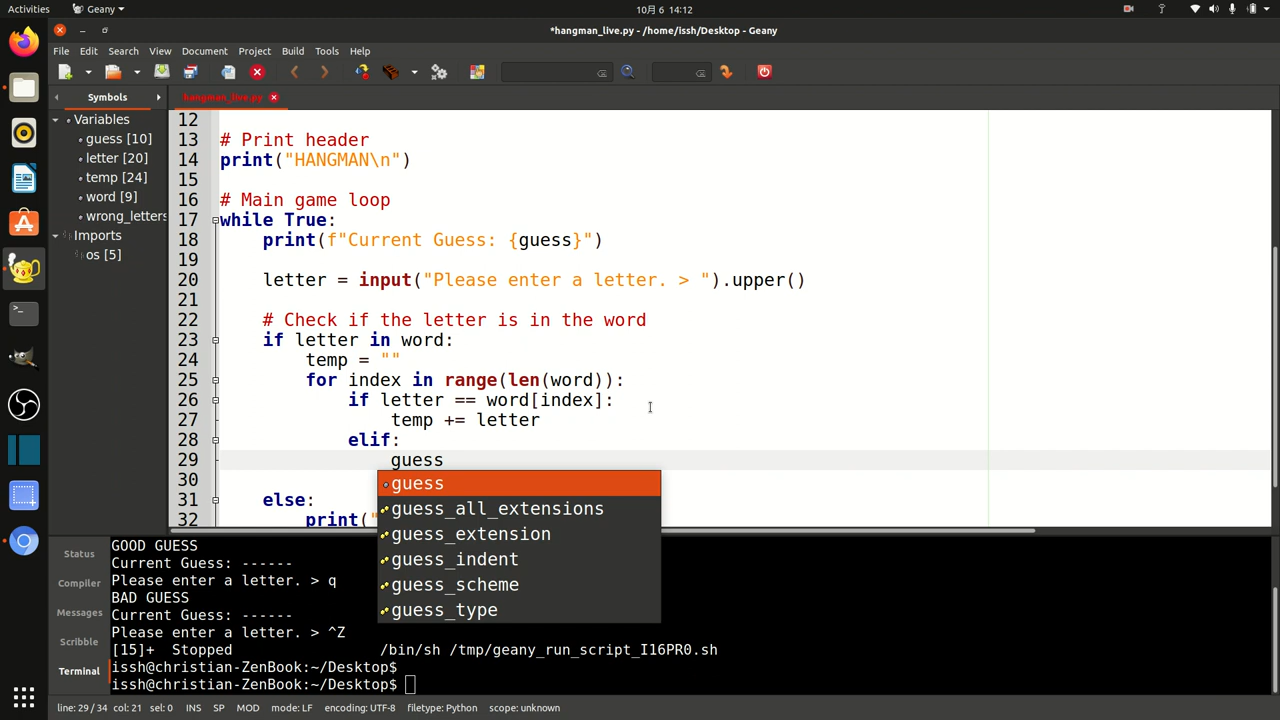 Activities
Geany
10月 6 14:12
*hangman_live.py - /home/issh/Desktop - Geany
File Edit Search View Document Project Build Tools Help
Symbols
hangman_live.py
Variables
guess [10]
letter [20]
temp [24]
word [9]
wrong_letters
Imports
os [5]
12
13 # Print header
14 print("HANGMAN\n")
15
16 # Main game loop
17 while True:
18 print(f"Current Guess: {guess}")
19
20 letter = input("Please enter a letter. > ").upper()
21
22 # Check if the letter is in the word
23 if letter in word:
24 temp = ""
25 for index in range(len(word)):
26 if letter == word[index]:
27 temp += letter
28 elif:
29 guess
30
31 else:
32 print("
guess
guess_all_extensions
guess_extension
guess_indent
guess_scheme
guess_type
Status
Compiler
Messages
Scribble
Terminal
GOOD GUESS
Current Guess: ------
Please enter a letter. > q
BAD GUESS
Current Guess: ------
Please enter a letter. > ^Z
[15]+ Stopped /bin/sh /tmp/geany_run_script_I16PR0.sh
issh@christian-ZenBook:~/Desktop$
issh@christian-ZenBook:~/Desktop$
line: 29 / 34 col: 21 sel: 0 INS SP MOD mode: LF encoding: UTF-8 filetype: Python scope: unknown